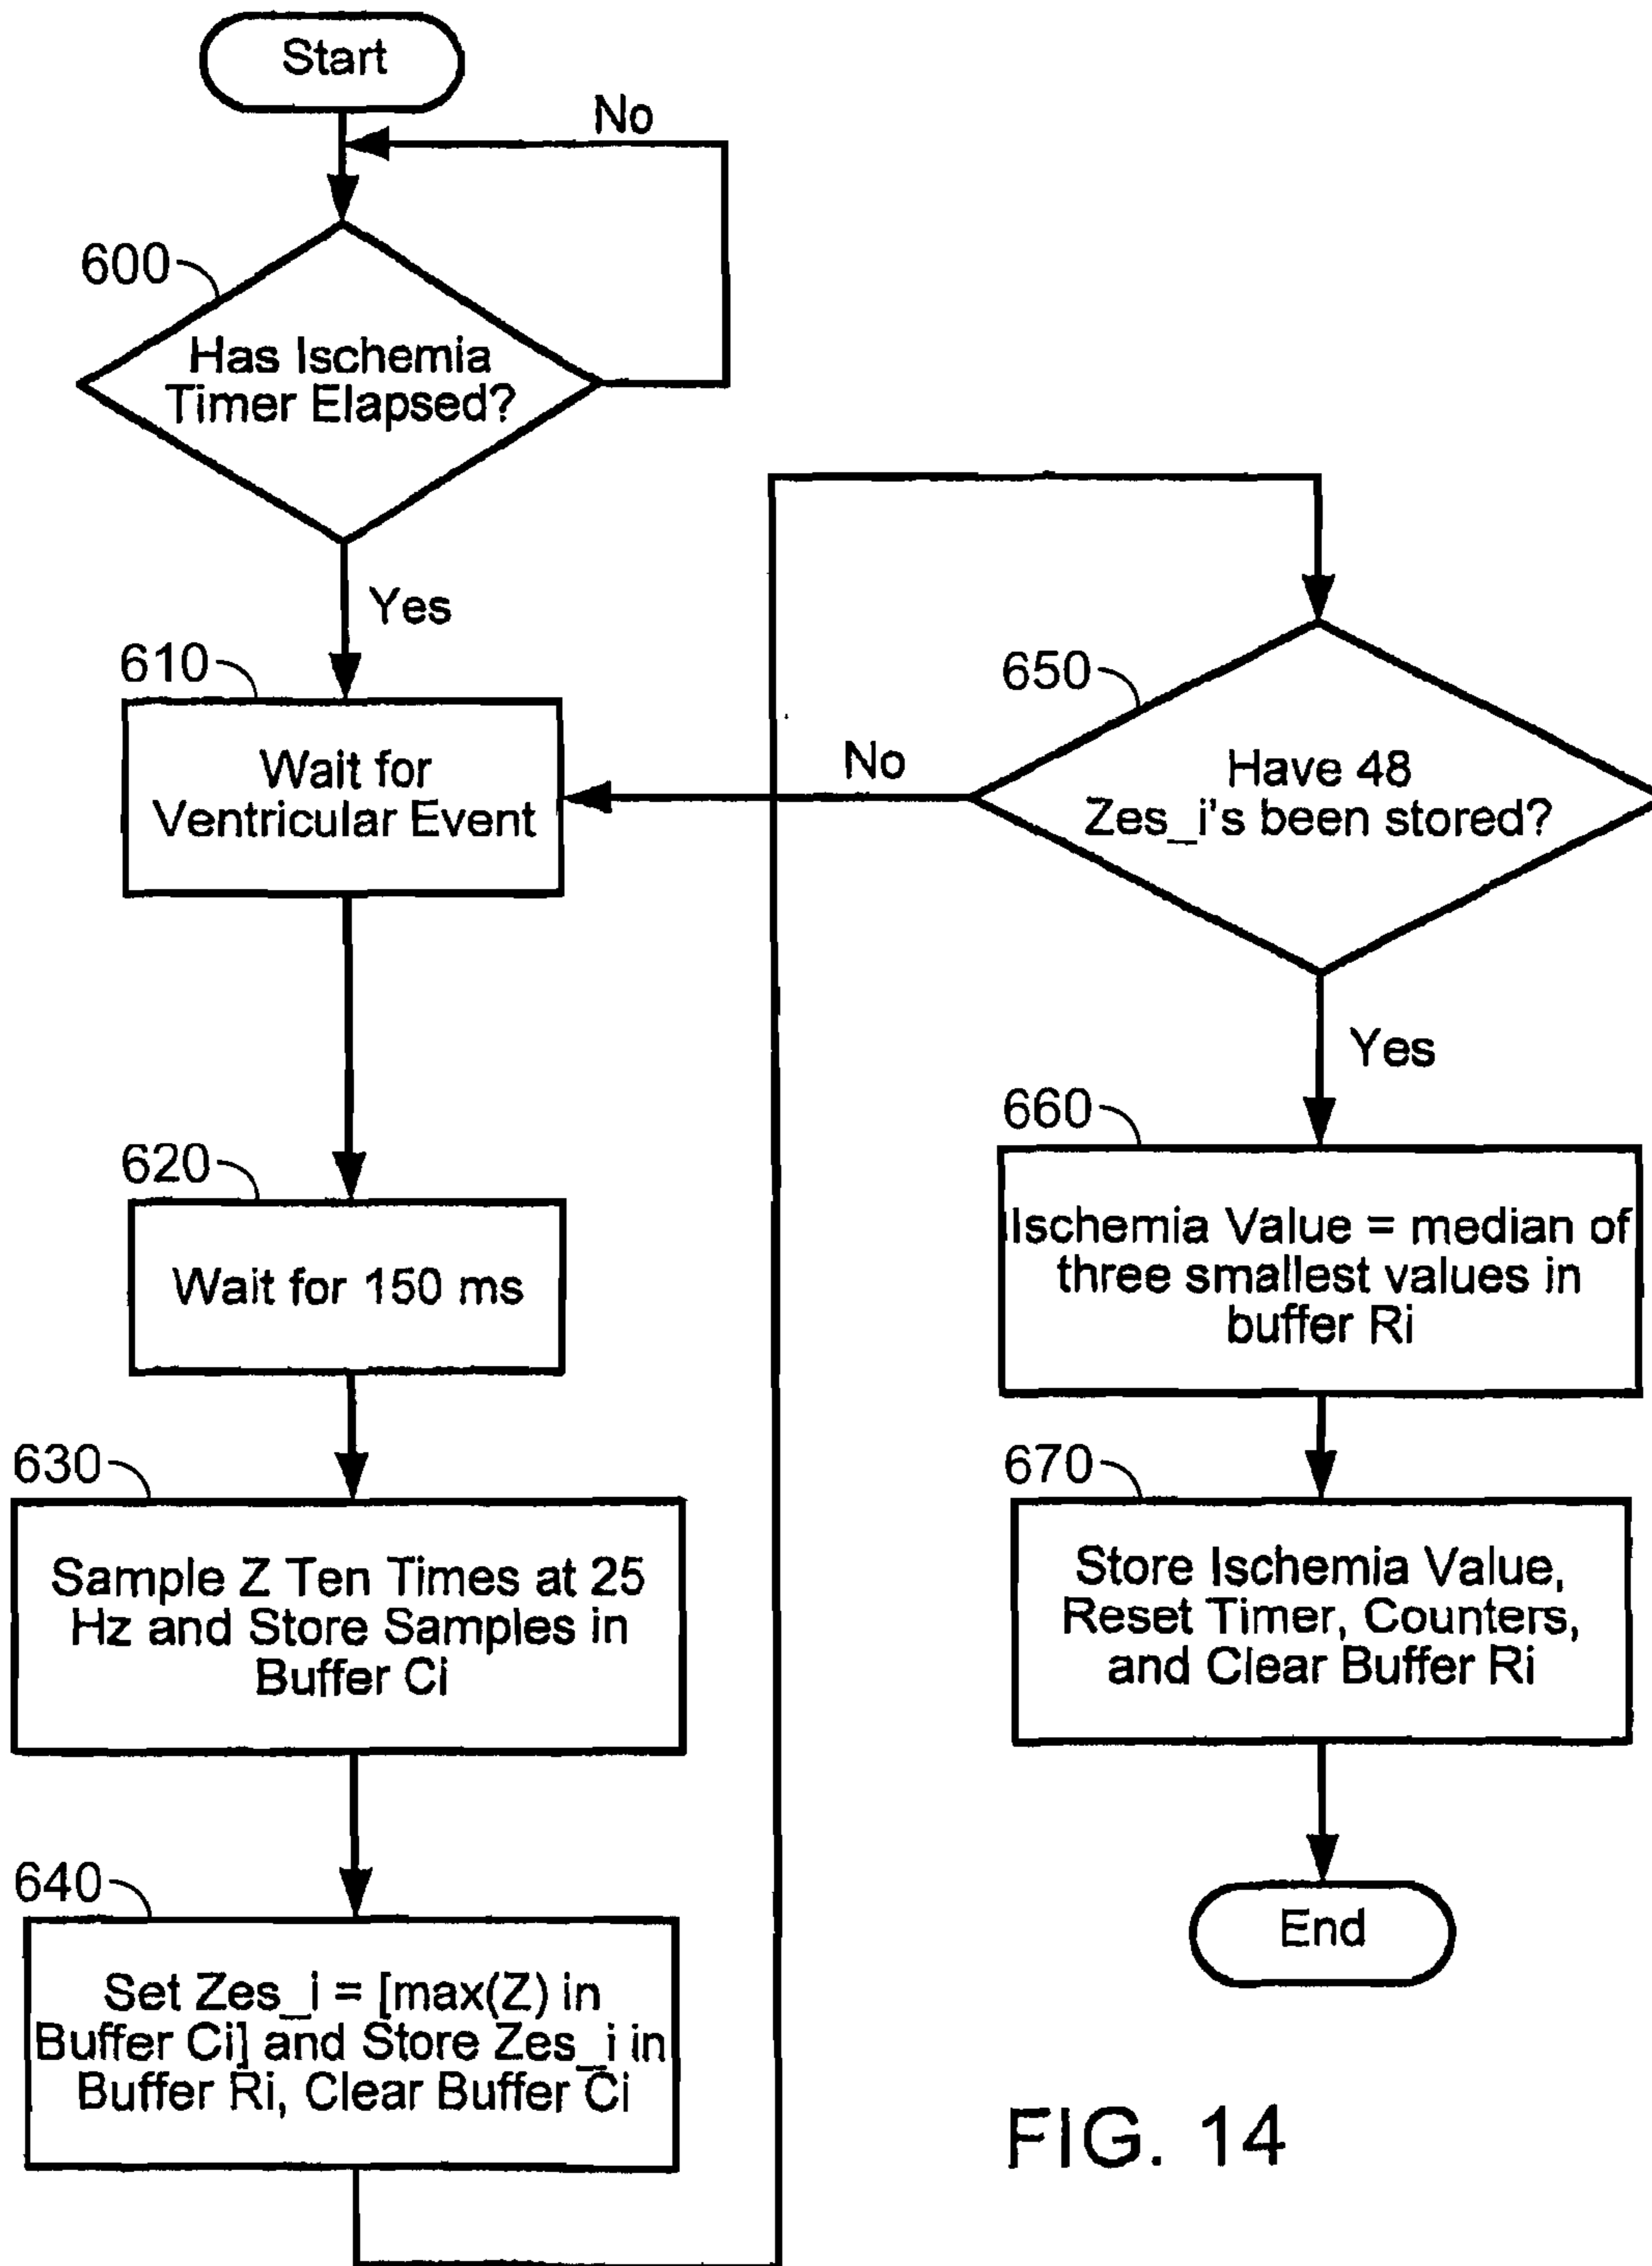 Start
No
600
Has Ischemia
Timer Elapsed?
Yes
610
Wait for
Ventricular Event
620
Wait for 150 ms
630
Sample Z Ten Times at 25
Hz and Store Samples in
Buffer Ci
640
Set Zes_i = [max(Z) in
Buffer Ci] and Store Zes_i in
Buffer Ri, Clear Buffer Ci
650
No
Have 48
Zes_i's been stored?
Yes
660
Ischemia Value = median of
three smallest values in
buffer Ri
670
Store Ischemia Value,
Reset Timer, Counters,
and Clear Buffer Ri
End
FIG. 14